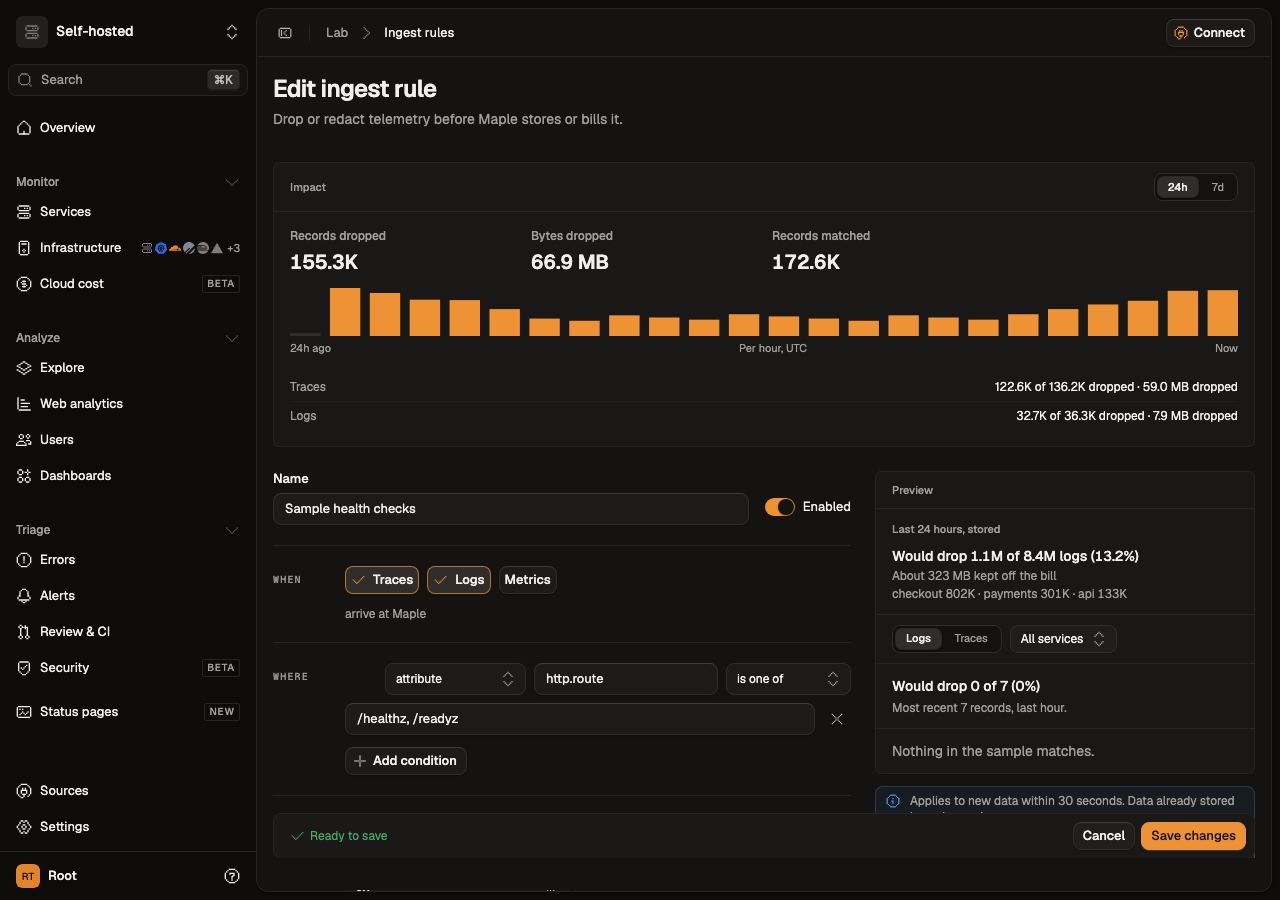 Self-hosted
Search
⌘K
Overview
Monitor
Services
Infrastructure
+3
Cloud cost
BETA
Analyze
Explore
Web analytics
Users
Dashboards
Triage
Errors
Alerts
Review & CI
Security
BETA
Status pages
NEW
Sources
Settings
RT
Root
Lab
Ingest rules
Connect
Edit ingest rule
Drop or redact telemetry before Maple stores or bills it.
Impact
24h
7d
Records dropped
Bytes dropped
Records matched
155.3K
66.9 MB
172.6K
24h ago
Per hour, UTC
Now
Traces
122.6K of 136.2K dropped · 59.0 MB dropped
Logs
32.7K of 36.3K dropped · 7.9 MB dropped
Name
Sample health checks
Enabled
WHEN
Traces
Logs
Metrics
arrive at Maple
WHERE
attribute
http.route
is one of
/healthz, /readyz
Add condition
Preview
Last 24 hours, stored
Would drop 1.1M of 8.4M logs (13.2%)
About 323 MB kept off the bill
checkout 802K · payments 301K · api 133K
Logs
Traces
All services
Would drop 0 of 7 (0%)
Most recent 7 records, last hour.
Nothing in the sample matches.
Applies to new data within 30 seconds. Data already stored
Ready to save
Cancel
Save changes